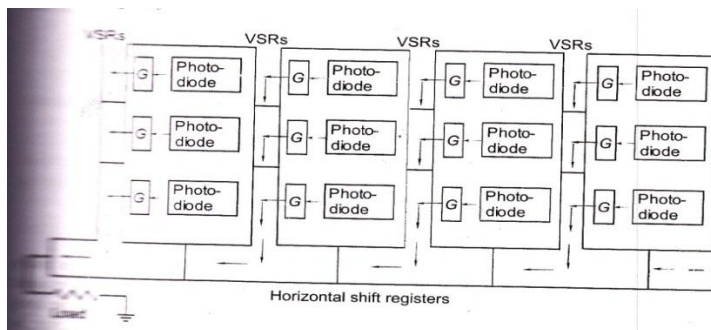 VSRs VSRs VSRs VSRs
G Photo- G Photo- G Photo- G Photo-
diode diode diode diode
G Photo- G Photo- G Photo- G Photo-
diode diode diode diode
G Photo- G Photo- G Photo- G Photo-
diode diode diode diode
Horizontal shift registers